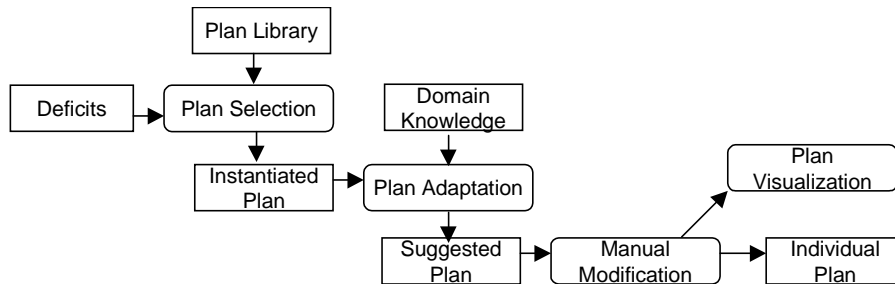 Plan Library
Deficits
Plan Selection
Domain
Knowledge
Instantiated
Plan
Plan Adaptation
Plan
Visualization
Suggested
Plan
Manual
Modification
Individual
Plan